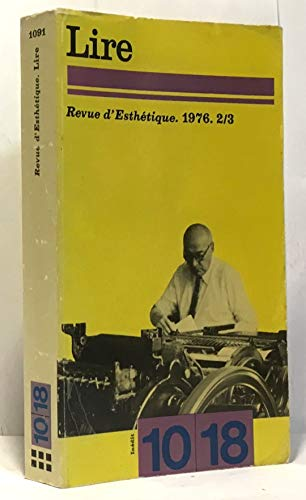 Lire
Revue d'Esthétique. 1976. 2/3
Inédit
10 18
1091
Revue d'Esthétique. Lire
10 18